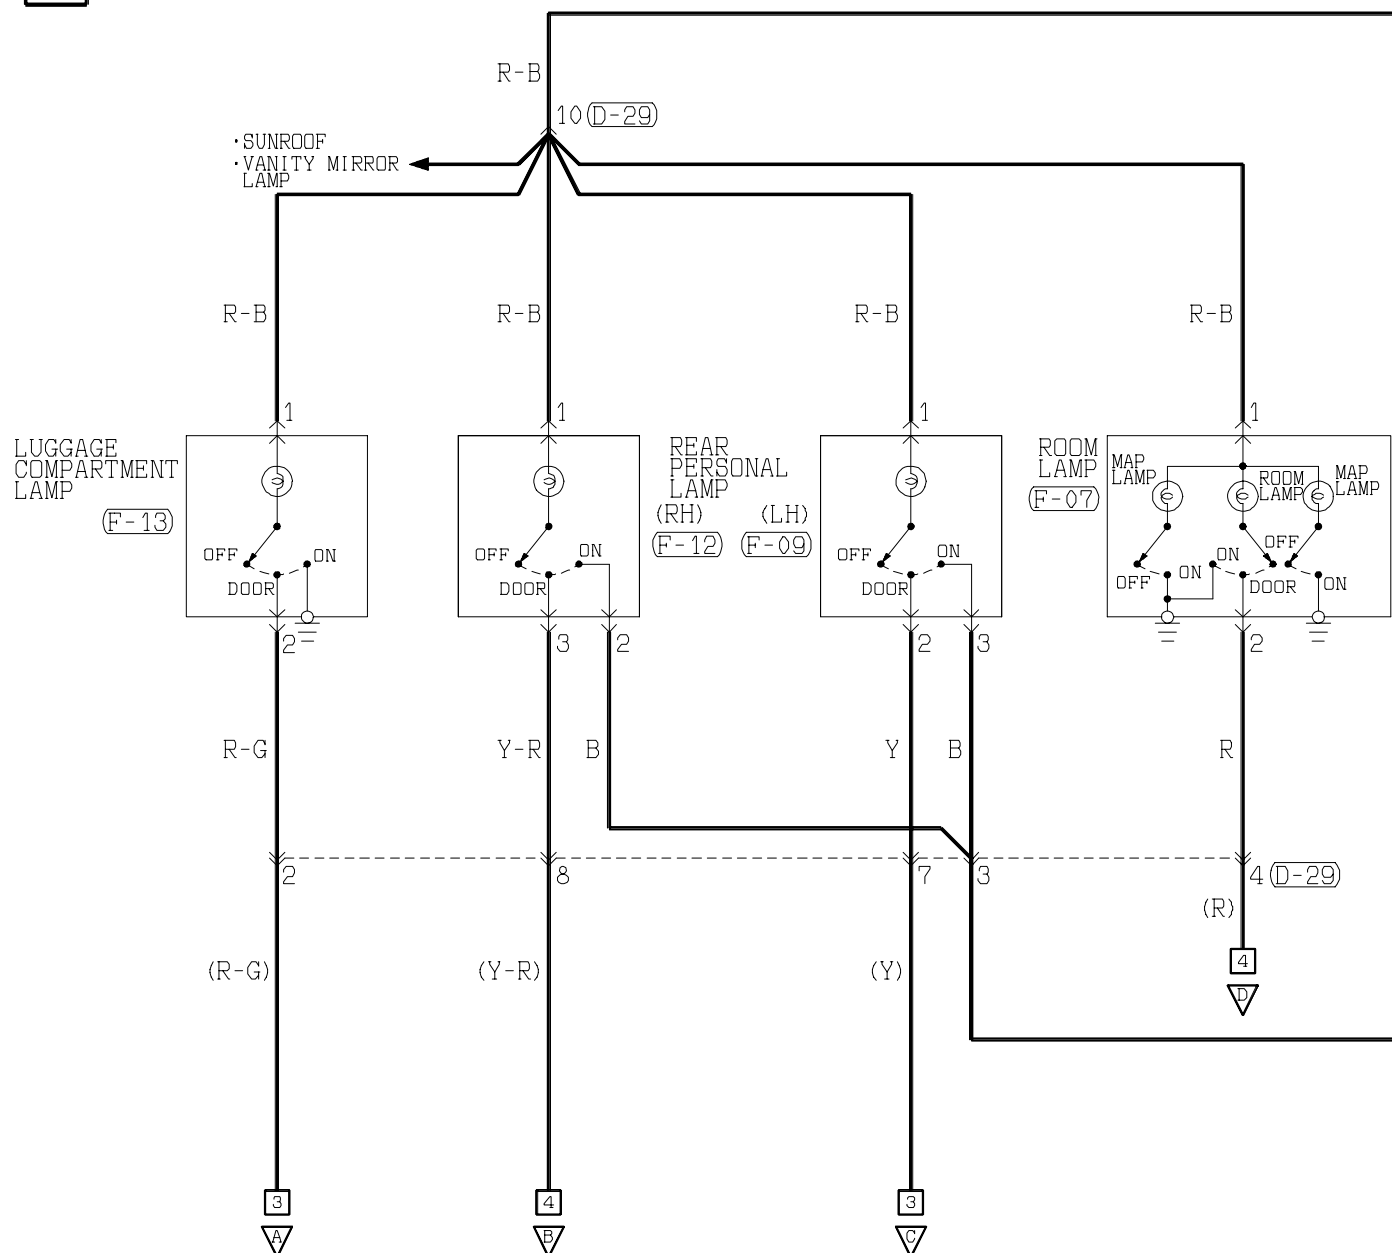 R-B
10 D-29
·SUNROOF
·VANITY MIRROR
LAMP
R-B
R-B
R-B
R-B
1
1
1
1
LUGGAGE
COMPARTMENT
LAMP
F-13
OFF
ON
DOOR
2
OFF
ON
DOOR
3
2
REAR
PERSONAL
LAMP
(RH)
(LH)
F-12
F-09
OFF
ON
DOOR
2
3
ROOM
LAMP
F-07
MAP
LAMP
ROOM
LAMP
MAP
LAMP
OFF
ON
ON
OFF
DOOR
ON
2
R-G
Y-R
B
Y
B
R
2
8
7
3
4 D-29
(R)
(R-G)
(Y-R)
(Y)
4
D
3
4
3
A
B
C